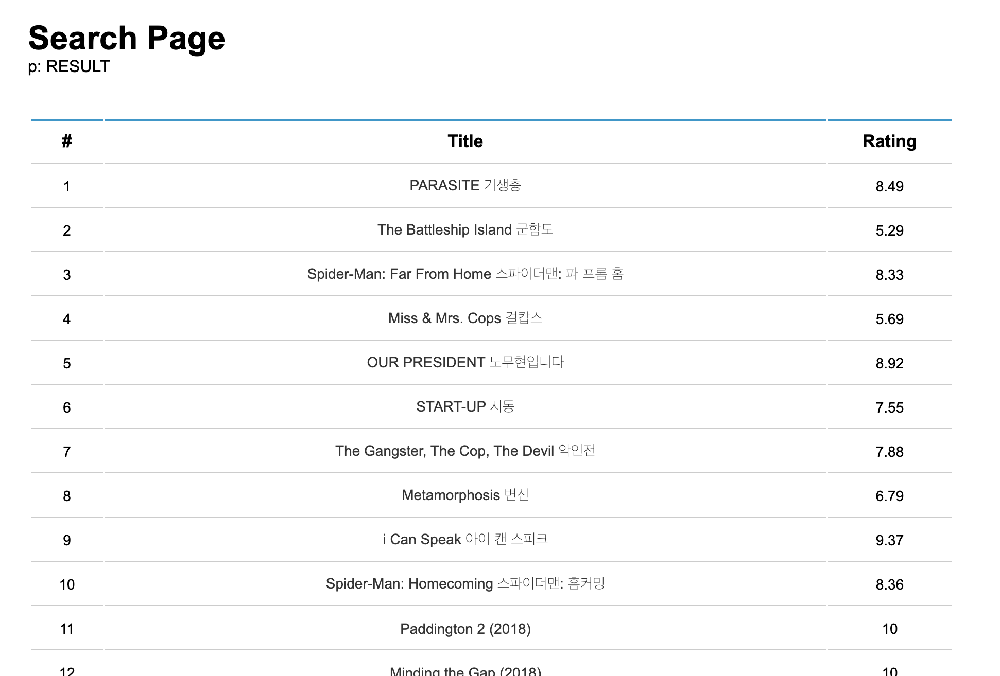 Search Page
p: RESULT
# Title Rating
1 PARASITE 기생충 8.49
2 The Battleship Island 군함도 5.29
3 Spider-Man: Far From Home 스파이더맨: 파 프롬 홈 8.33
4 Miss & Mrs. Cops 걸캅스 5.69
5 OUR PRESIDENT 노무현입니다 8.92
6 START-UP 시동 7.55
7 The Gangster, The Cop, The Devil 악인전 7.88
8 Metamorphosis 변신 6.79
9 i Can Speak 아이 캔 스피크 9.37
10 Spider-Man: Homecoming 스파이더맨: 홈커밍 8.36
11 Paddington 2 (2018) 10
12 Minding the Gap (2018) 10